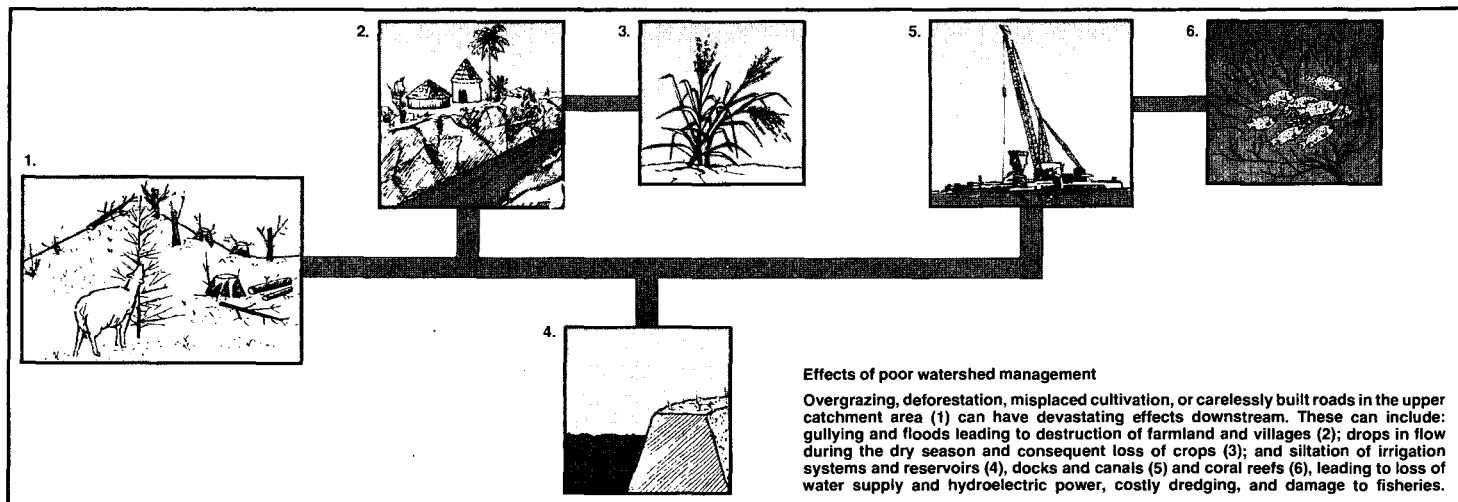 1.
2.
3.
4.
5.
6.
Effects of poor watershed management
Overgrazing, deforestation, misplaced cultivation, or carelessly built roads in the upper
catchment area (1) can have devastating effects downstream. These can include:
gullying and floods leading to destruction of farmland and villages (2); drops in flow
during the dry season and consequent loss of crops (3); and siltation of irrigation
systems and reservoirs (4), docks and canals (5) and coral reefs (6), leading to loss of
water supply and hydroelectric power, costly dredging, and damage to fisheries.